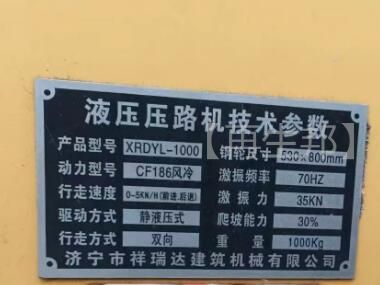 液压压路机技术参数
产品型号 XRDYL-1000 钢轮尺寸 530×800mm
动力型号 CF186风冷 激振频率 70HZ
行走速度 0-5KN/H(前进.后退) 激振力 35KN
驱动方式 静液压式 爬坡能力 30%
行走方式 双向 重量 1000Kg
济宁市祥瑞达建筑机械有限公司